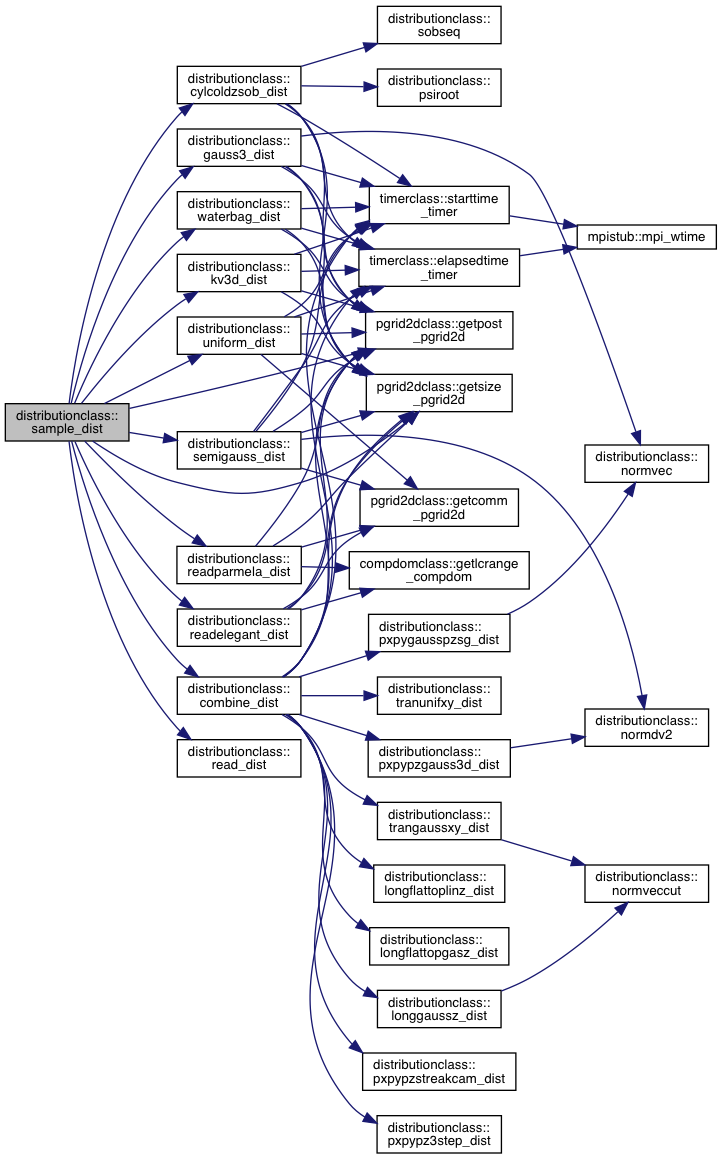 distributionclass::
sample_dist
distributionclass::
cylcoldzsob_dist
distributionclass::
gauss3_dist
distributionclass::
waterbag_dist
distributionclass::
kv3d_dist
distributionclass::
uniform_dist
distributionclass::
semigauss_dist
distributionclass::
readparmela_dist
distributionclass::
readelegant_dist
distributionclass::
combine_dist
distributionclass::
read_dist
distributionclass::
sobseq
distributionclass::
psiroot
timerclass::starttime
_timer
timerclass::elapsedtime
_timer
pgrid2dclass::getpost
_pgrid2d
pgrid2dclass::getsize
_pgrid2d
pgrid2dclass::getcomm
_pgrid2d
compdomclass::getlcrange
_compdom
distributionclass::
pxpygausspzsg_dist
distributionclass::
tranunifxy_dist
distributionclass::
pxpypzgauss3d_dist
distributionclass::
trangaussxy_dist
distributionclass::
longflattoplinz_dist
distributionclass::
longflattopgasz_dist
distributionclass::
longgaussz_dist
distributionclass::
pxpypzstreakcam_dist
distributionclass::
pxpypz3step_dist
mpistub::mpi_wtime
distributionclass::
normvec
distributionclass::
normdv2
distributionclass::
normveccut